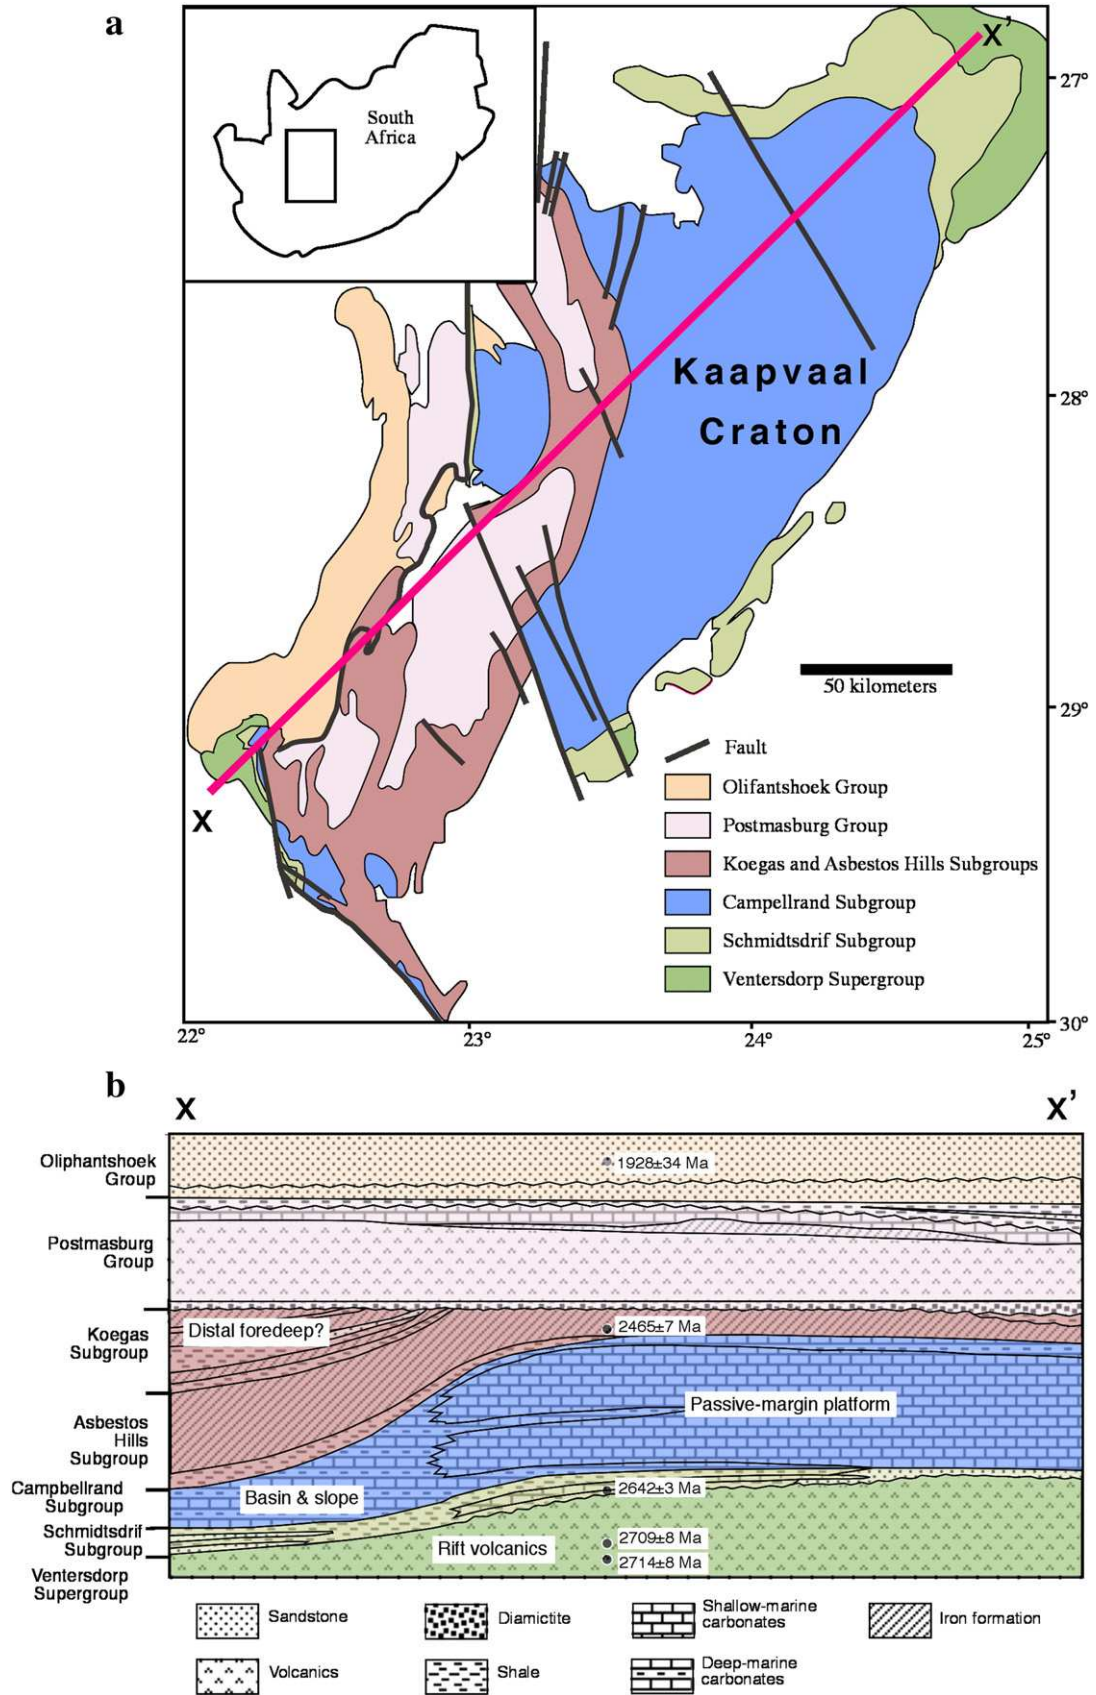 a
South
Africa
X'
27°
Kaapvaal
Craton
28°
50 kilometers
29°
X
Fault
Olifantshoek Group
Postmasburg Group
Koegas and Asbestos Hills Subgroups
Campellrand Subgroup
Schmidtsdrif Subgroup
Ventersdorp Supergroup
30°
22°
23°
24°
25°
b
X
X'
Oliphantshoek
Group
1928±34 Ma
Postmasburg
Group
Koegas
Subgroup
Distal foredeep?
2465±7 Ma
Asbestos
Hills
Subgroup
Passive-margin platform
Campbellrand
Subgroup
Basin & slope
2642±3 Ma
Schmidtsdrif
Subgroup
Rift volcanics
2709±8 Ma
2714±8 Ma
Ventersdorp
Supergroup
Sandstone
Diamictite
Shallow-marine
carbonates
Iron formation
Volcanics
Shale
Deep-marine
carbonates